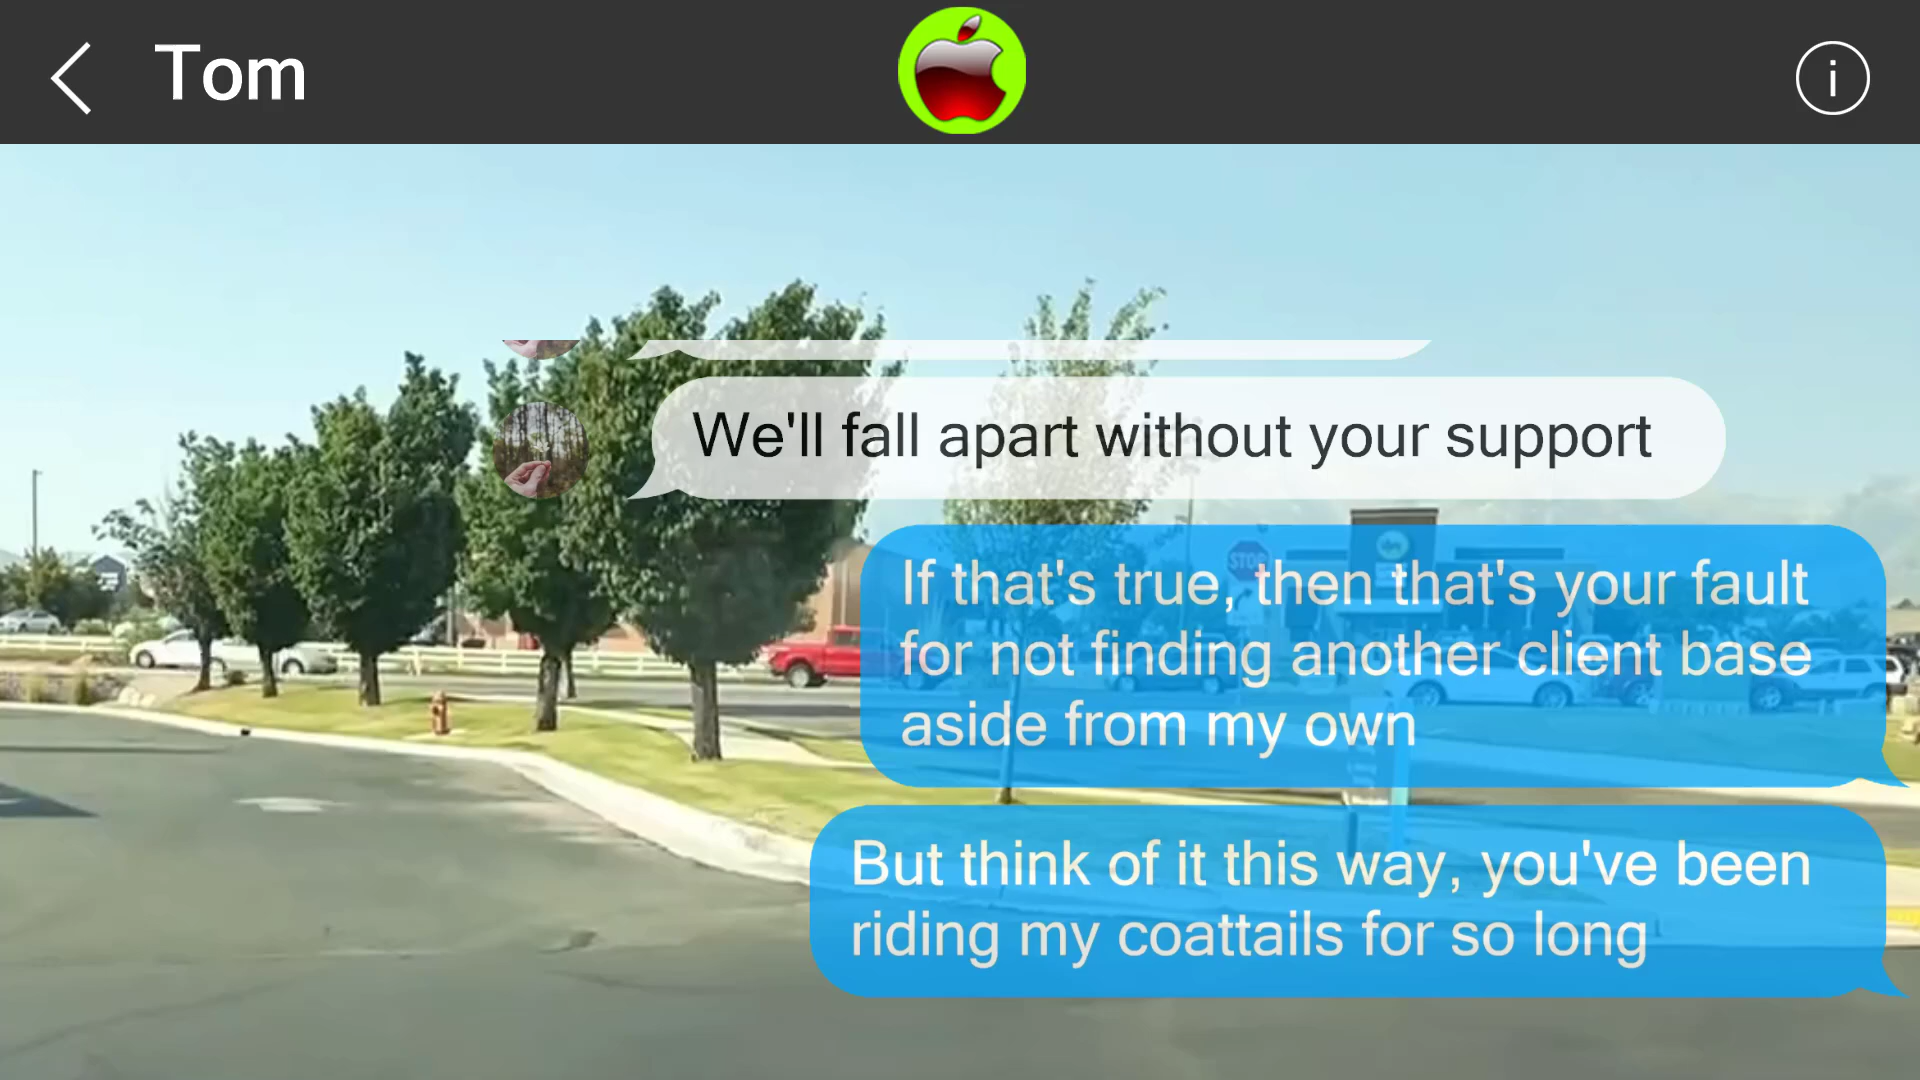 Tom
i
We'll fall apart without your support
STOP
If that's true, then that's your fault
for not finding another client base
aside from my own
But think of it this way, you've been
riding my coattails for so long